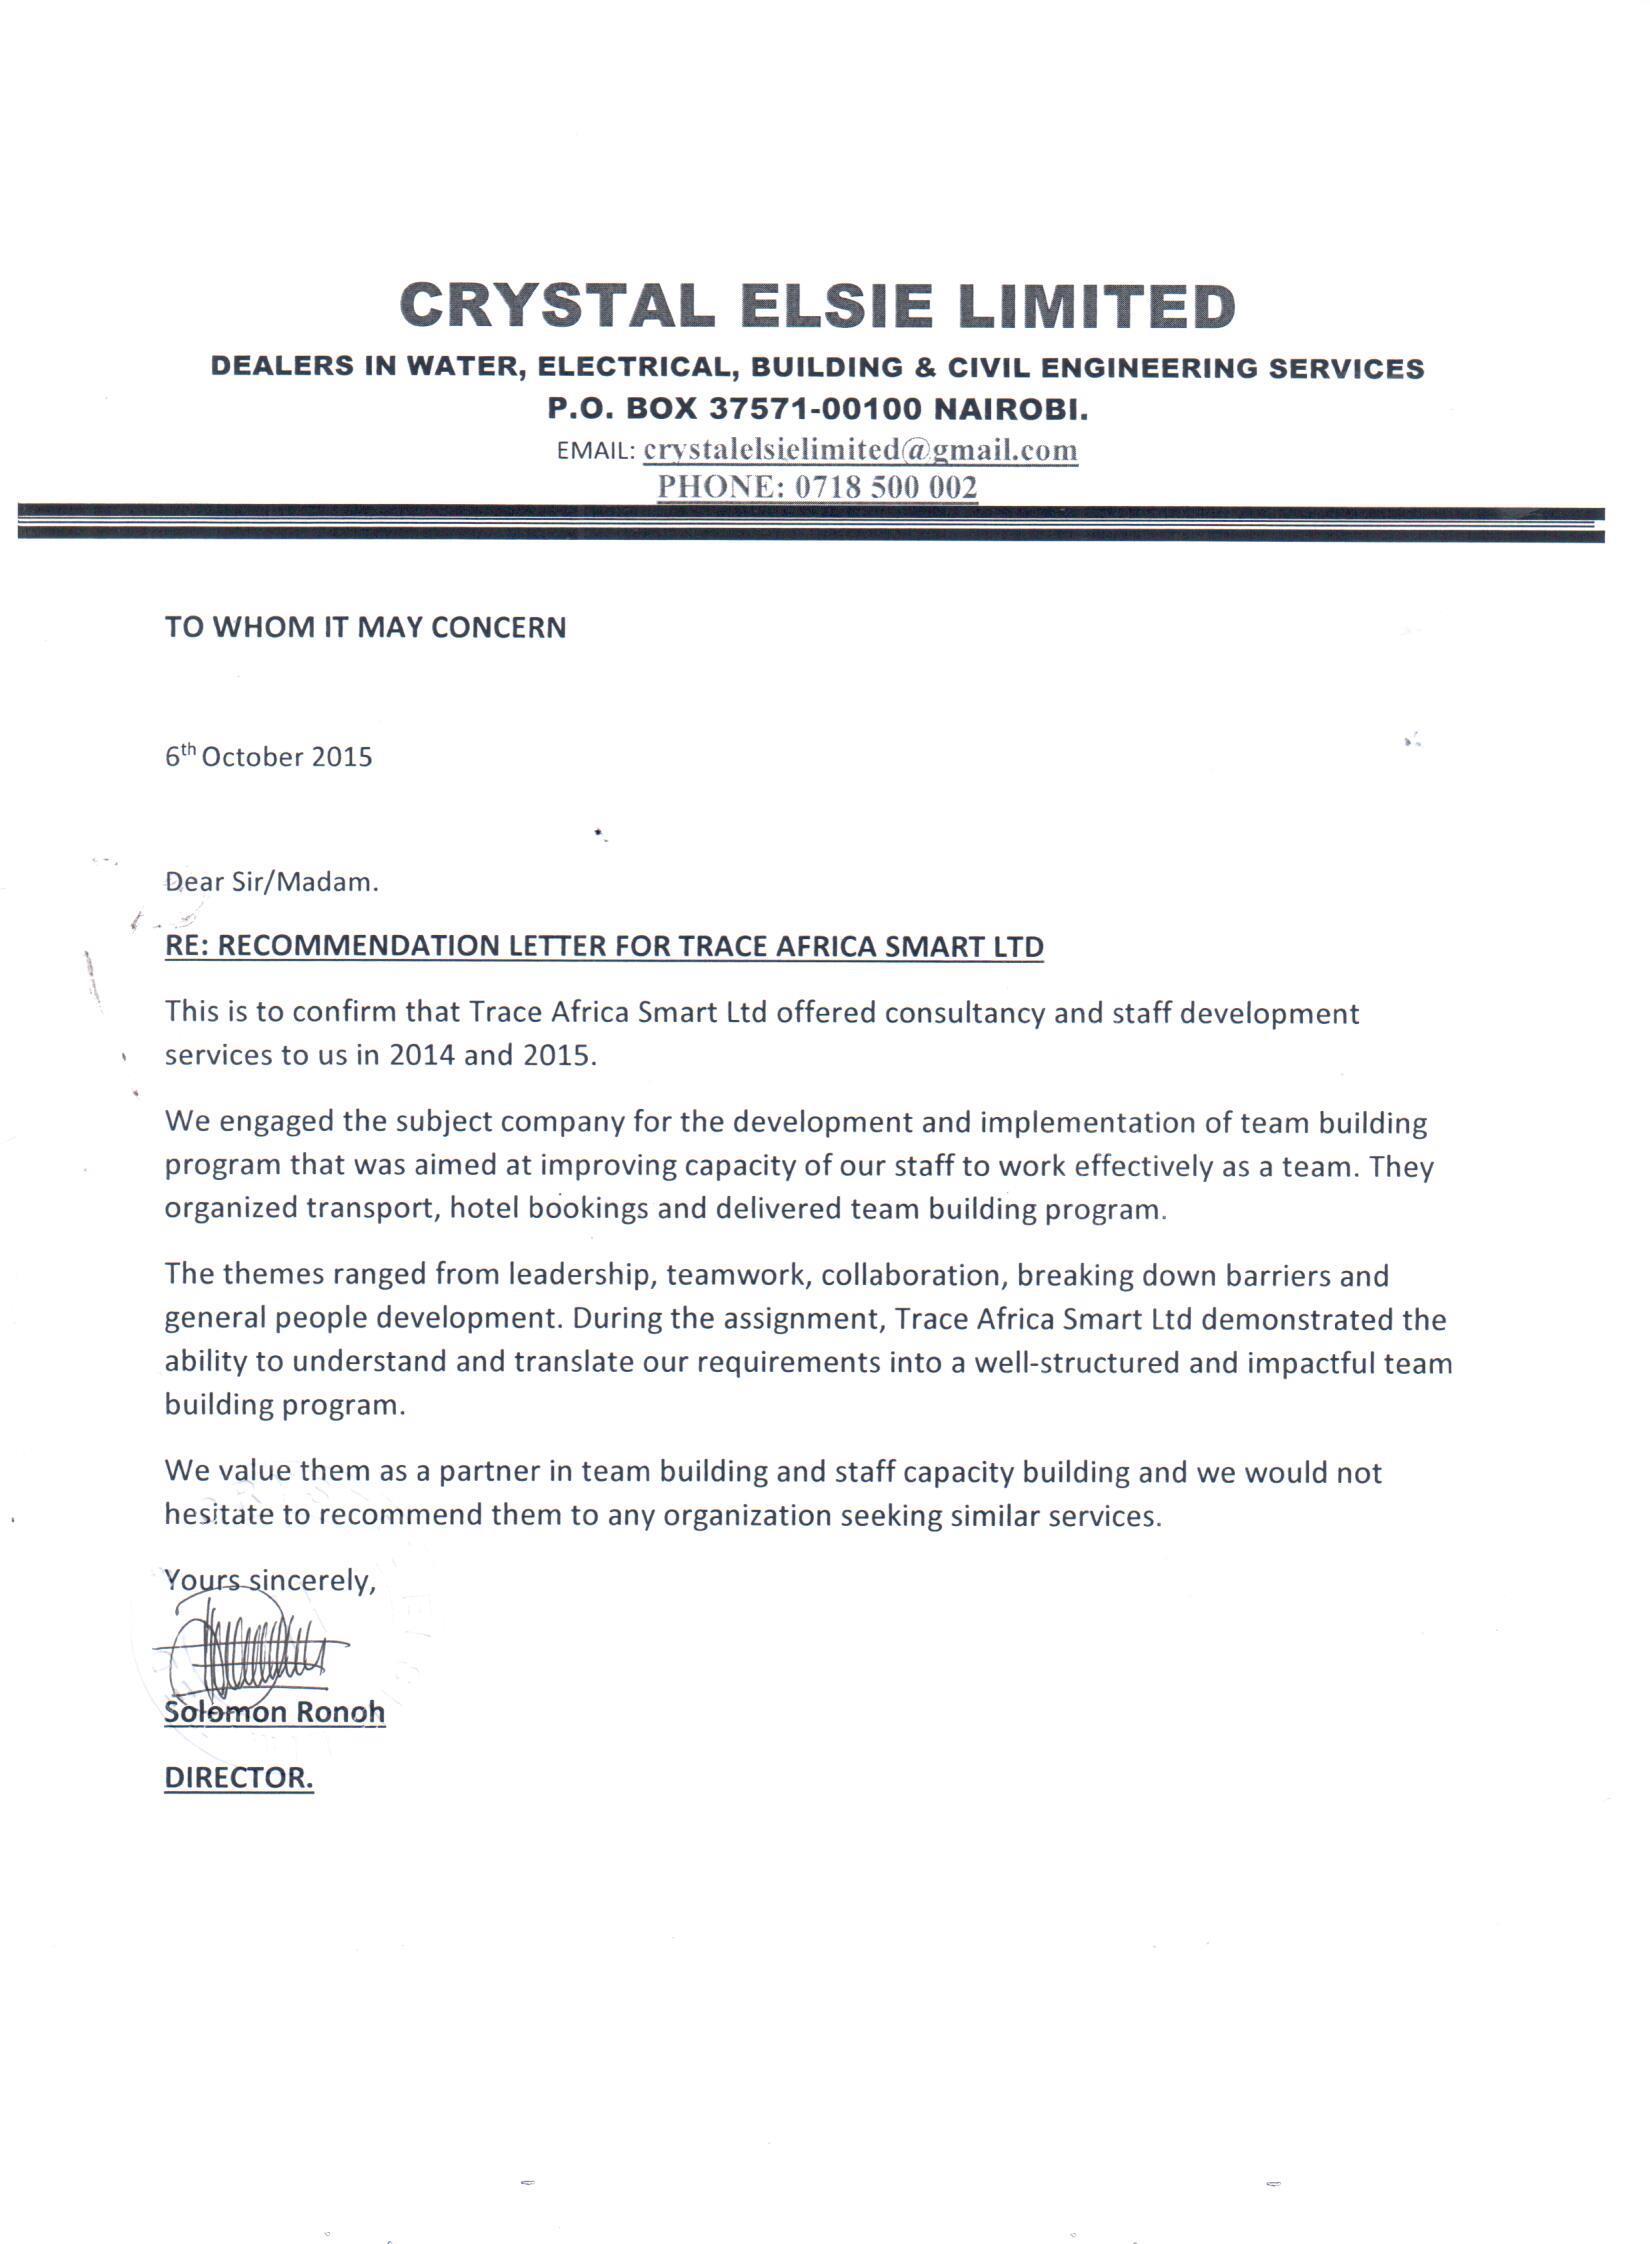 CRYSTAL ELSIE LIMITED
DEALERS IN WATER, ELECTRICAL, BUILDING & CIVIL ENGINEERING SERVICES
P.O. BOX 37571-00100 NAIROBI.
EMAIL: crystalelsielimited@gmail.com
PHONE: 0718 500 002
TO WHOM IT MAY CONCERN
6th October 2015
Dear Sir/Madam.
RE: RECOMMENDATION LETTER FOR TRACE AFRICA SMART LTD
This is to confirm that Trace Africa Smart Ltd offered consultancy and staff development
services to us in 2014 and 2015.
We engaged the subject company for the development and implementation of team building
program that was aimed at improving capacity of our staff to work effectively as a team. They
organized transport, hotel bookings and delivered team building program.
The themes ranged from leadership, teamwork, collaboration, breaking down barriers and
general people development. During the assignment, Trace Africa Smart Ltd demonstrated the
ability to understand and translate our requirements into a well-structured and impactful team
building program.
We value them as a partner in team building and staff capacity building and we would not
hesitate to recommend them to any organization seeking similar services.
Yours sincerely,
Solomon Ronoh
DIRECTOR.